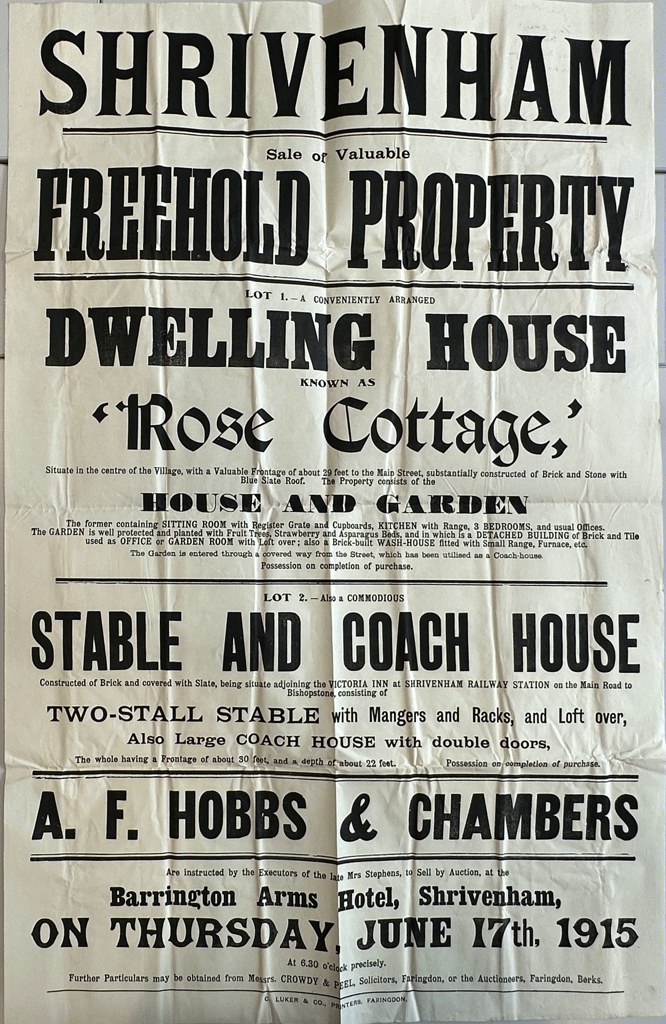 SHRIVENHAM
Sale of Valuable
FREEHOLD PROPERTY
LOT 1.—A CONVENIENTLY ARRANGED
DWELLING HOUSE
KNOWN AS
'Rose Cottage,'
Situate in the centre of the Village, with a Valuable Frontage of about 29 feet to the Main Street, substantially constructed of Brick and Stone with
Blue Slate Roof. The Property consists of the
HOUSE AND GARDEN
The former containing SITTING ROOM with Register Grate and Cupboards, KITCHEN with Range, 3 BEDROOMS, and usual Offices.
The GARDEN is well protected and planted with Fruit Trees, Strawberry and Asparagus Beds, and in which is a DETACHED BUILDING of Brick and Tile
used as OFFICE or GARDEN ROOM with Loft over; also a Brick-built WASH-HOUSE fitted with Small Range, Furnace, etc.
The Garden is entered through a covered way from the Street, which has been utilised as a Coach-house.
Possession on completion of purchase.
LOT 2.—Also a COMMODIOUS
STABLE AND COACH HOUSE
Constructed of Brick and covered with Slate, being situate adjoining the VICTORIA INN at SHRIVENHAM RAILWAY STATION on the Main Road to
Bishopstone, consisting of
TWO-STALL STABLE with Mangers and Racks, and Loft over,
Also Large COACH HOUSE with double doors,
The whole having a Frontage of about 30 feet, and a depth of about 22 feet. Possession on completion of purchase.
A. F. HOBBS & CHAMBERS
Are instructed by the Executors of the late Mrs Stephens, to Sell by Auction, at the
Barrington Arms Hotel, Shrivenham,
ON THURSDAY, JUNE 17th, 1915
At 6.30 o'clock precisely.
Further Particulars may be obtained from Messrs. CROWDY & PEEL, Solicitors, Faringdon, or the Auctioneers, Faringdon, Berks.
C. LUKER & CO., PRINTERS, FARINGDON.